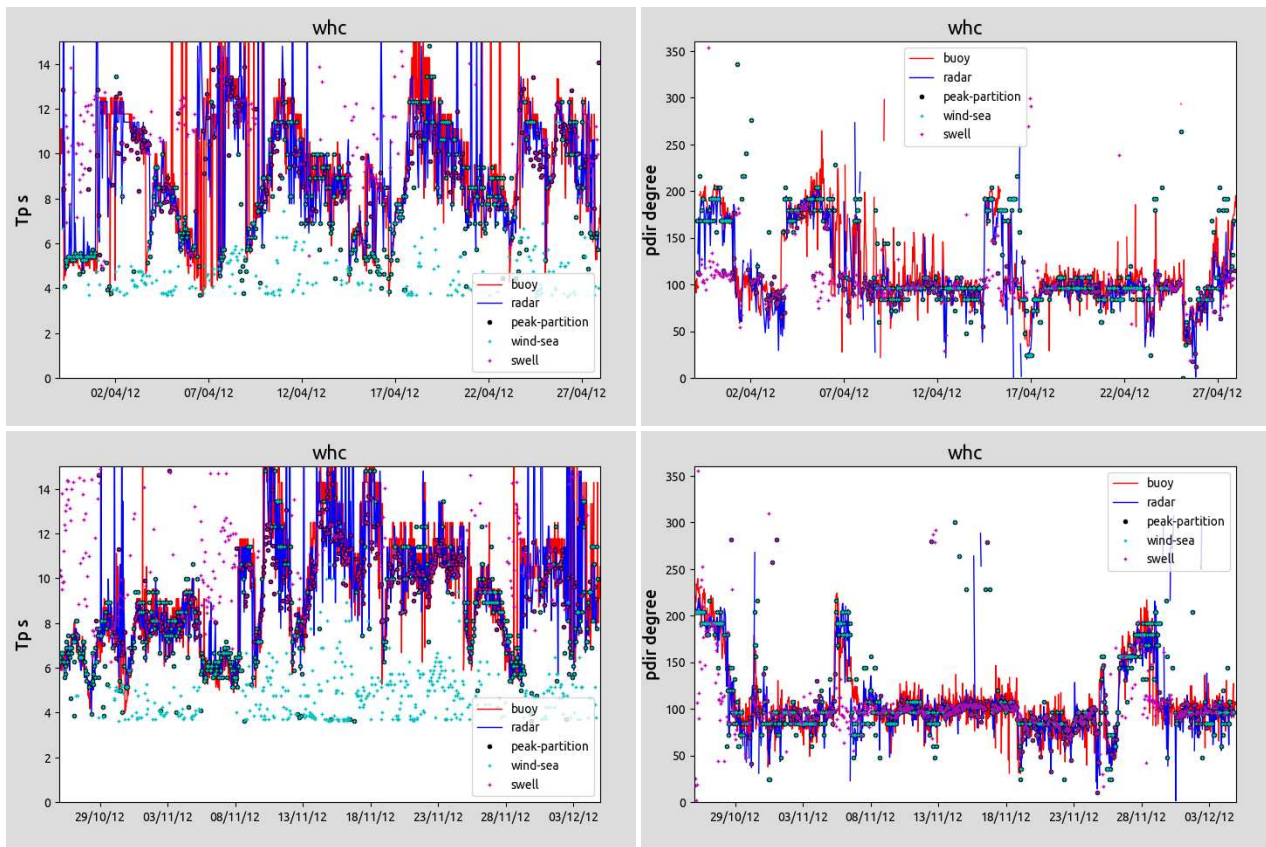 whc
Tp s
14
12
10
8
6
4
2
0
02/04/12 07/04/12 12/04/12 17/04/12 22/04/12 27/04/12
buoy
radar
peak-partition
wind-sea
swell
whc
pdir degree
350
300
250
200
150
100
50
0
02/04/12 07/04/12 12/04/12 17/04/12 22/04/12 27/04/12
buoy
radar
peak-partition
wind-sea
swell
whc
Tp s
14
12
10
8
6
4
2
0
29/10/12 03/11/12 08/11/12 13/11/12 18/11/12 23/11/12 28/11/12 03/12/12
buoy
radar
peak-partition
wind-sea
swell
whc
pdir degree
350
300
250
200
150
100
50
0
29/10/12 03/11/12 08/11/12 13/11/12 18/11/12 23/11/12 28/11/12 03/12/12
buoy
radar
peak-partition
wind-sea
swell